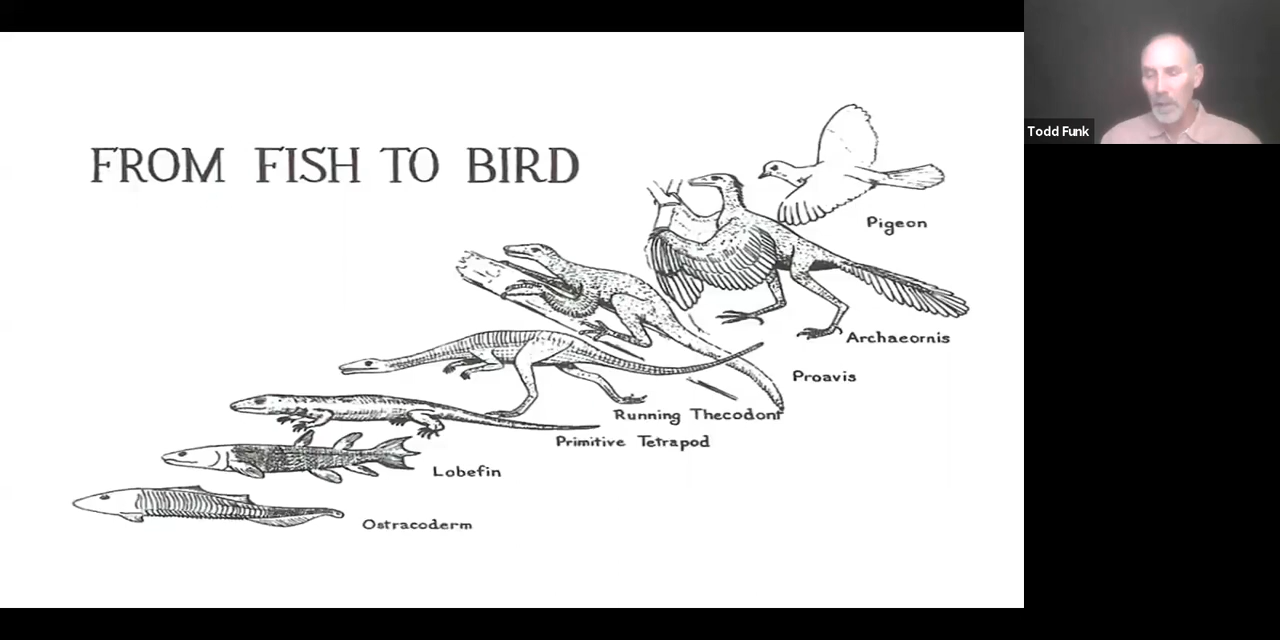 FROM FISH TO BIRD
Todd Funk
Pigeon
Archaeornis
Proavis
Running Thecodont
Primitive Tetrapod
Lobefin
Ostracoderm